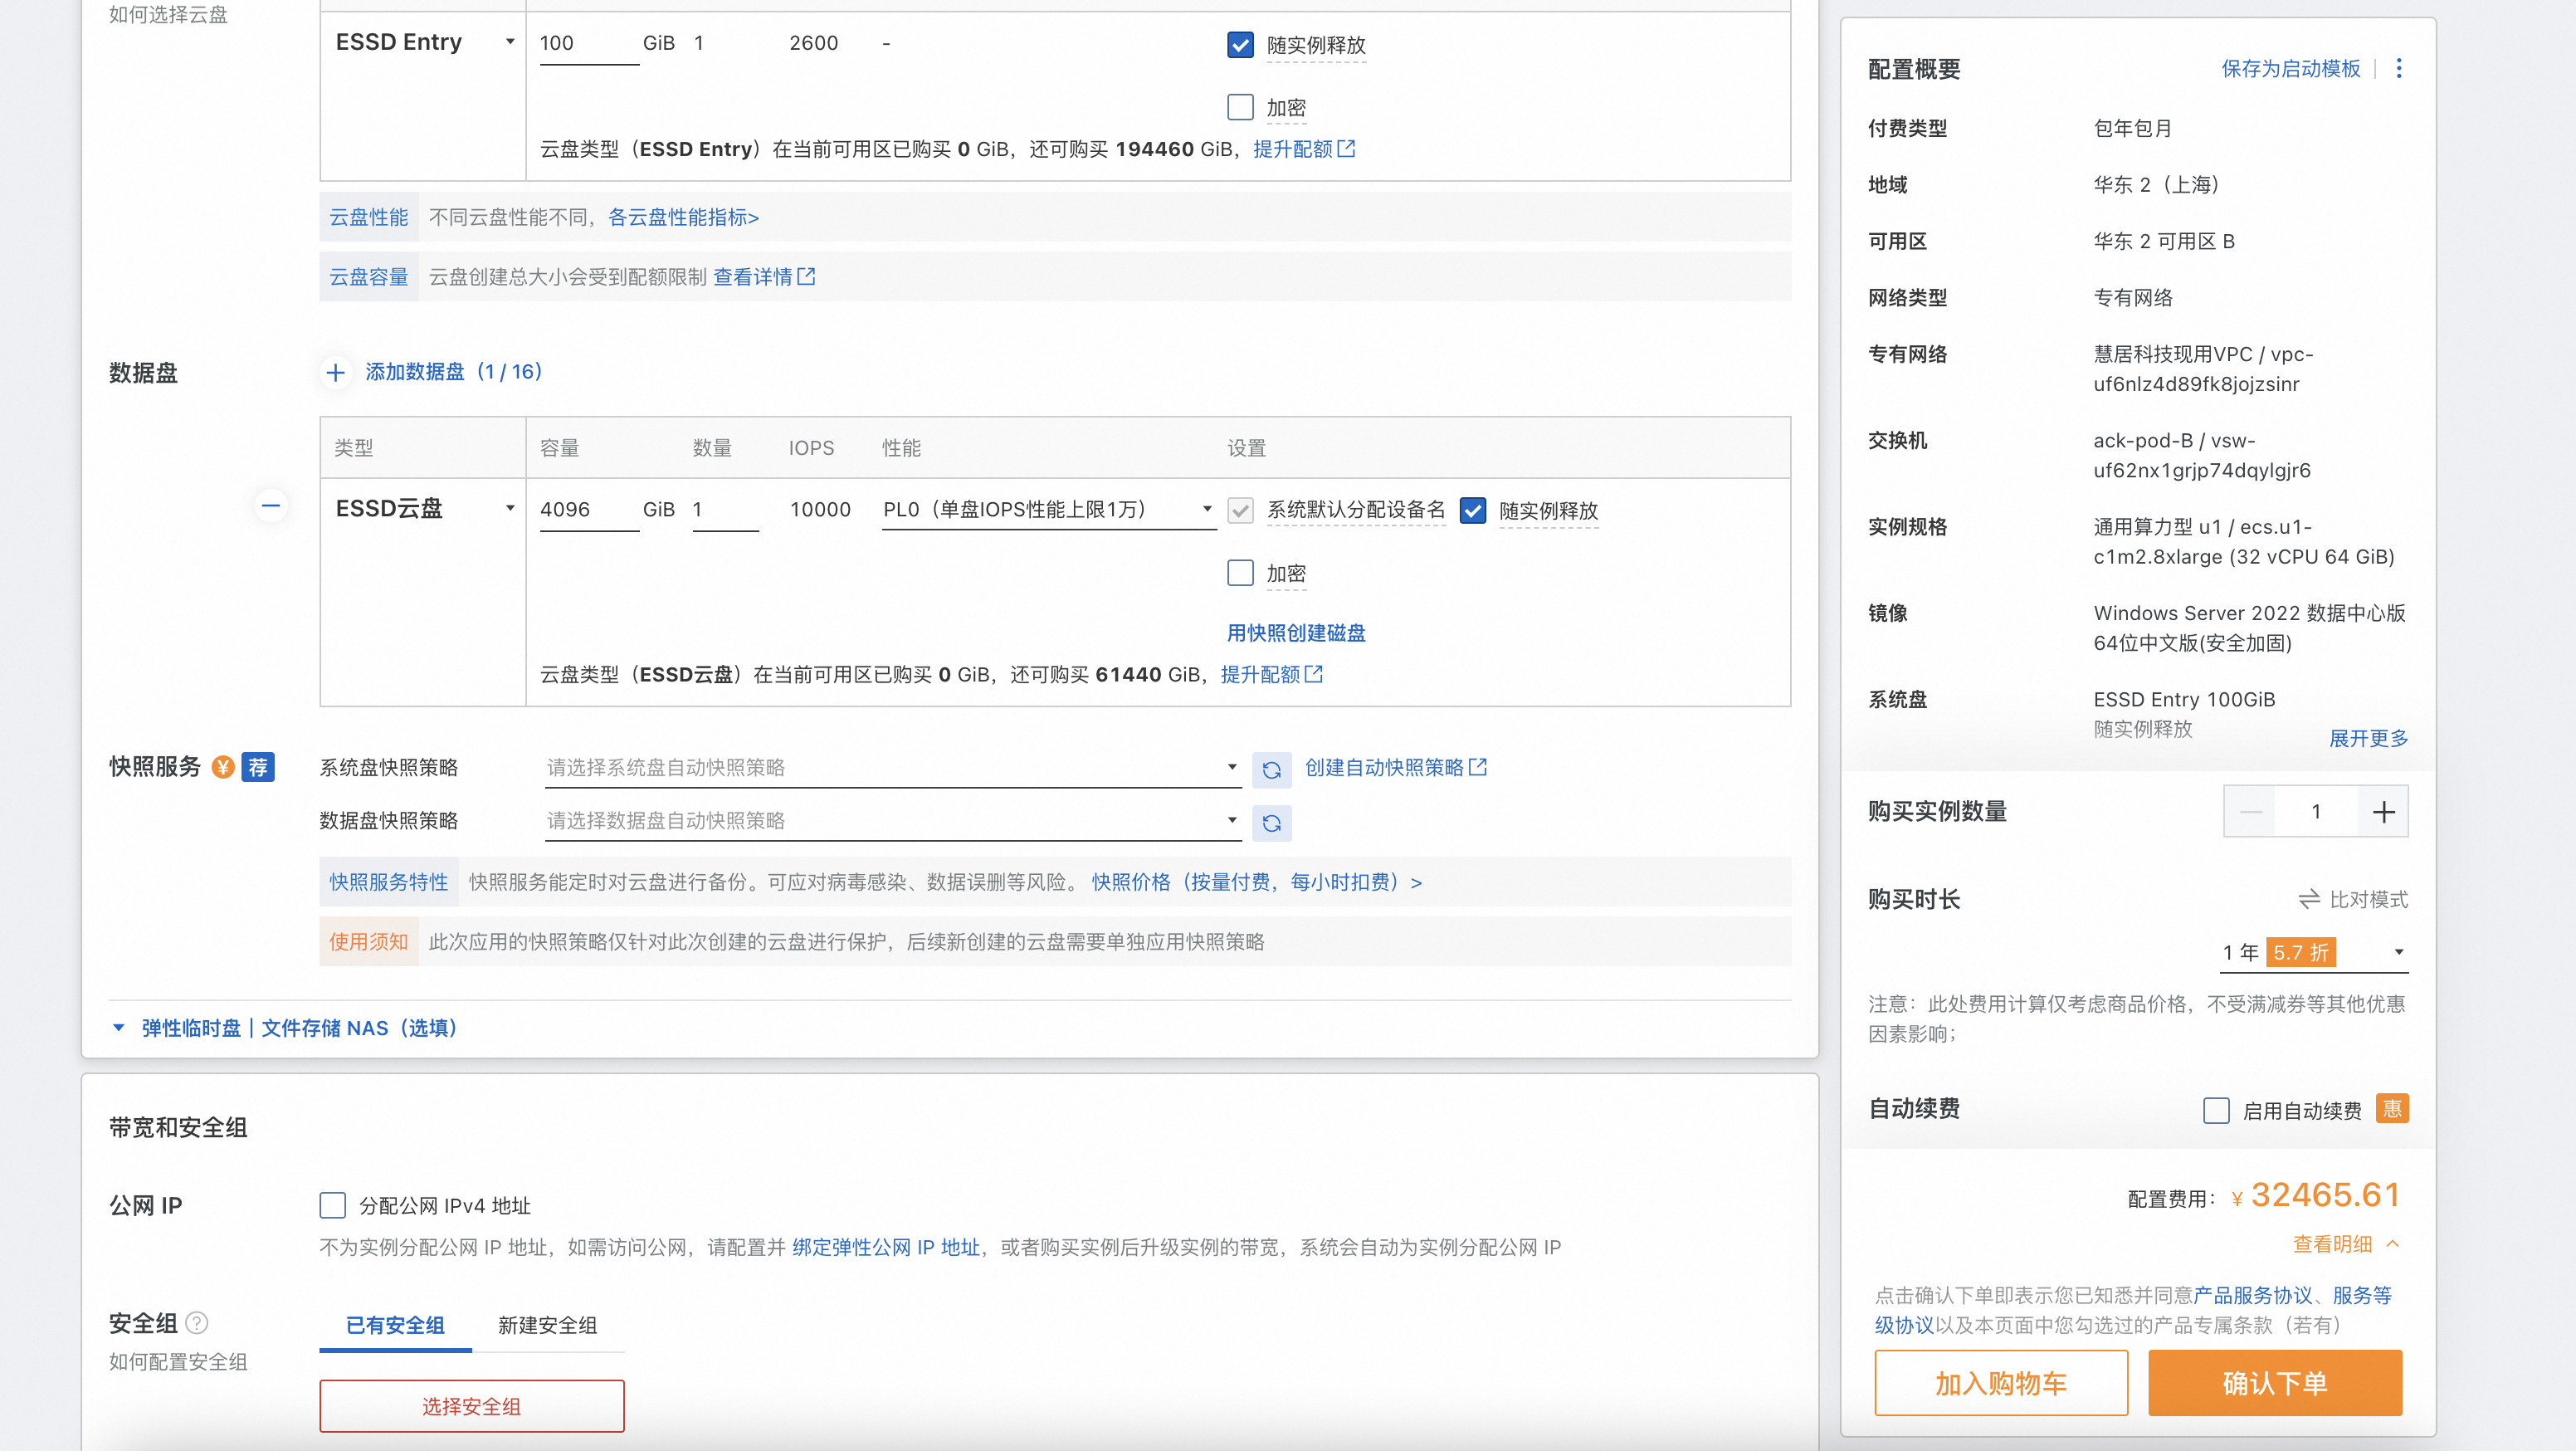 如何选择云盘
ESSD Entry 100 GiB 1 2600 - 随实例释放
加密
云盘类型（ESSD Entry）在当前可用区已购买 0 GiB，还可购买 194460 GiB，提升配额
云盘性能 不同云盘性能不同，各云盘性能指标>
云盘容量 云盘创建总大小会受到配额限制 查看详情
数据盘 添加数据盘（1 / 16）
类型 容量 数量 IOPS 性能 设置
ESSD云盘 4096 GiB 1 10000 PL0（单盘IOPS性能上限1万） 系统默认分配设备名 随实例释放
加密
用快照创建磁盘
云盘类型（ESSD云盘）在当前可用区已购买 0 GiB，还可购买 61440 GiB，提升配额
快照服务 ¥ 荐 系统盘快照策略 请选择系统盘自动快照策略 创建自动快照策略
数据盘快照策略 请选择数据盘自动快照策略
快照服务特性 快照服务能定时对云盘进行备份。可应对病毒感染、数据误删等风险。 快照价格（按量付费，每小时扣费）>
使用须知 此次应用的快照策略仅针对此次创建的云盘进行保护，后续新创建的云盘需要单独应用快照策略
弹性临时盘｜文件存储 NAS（选填）
带宽和安全组
公网 IP 分配公网 IPv4 地址
不为实例分配公网 IP 地址，如需访问公网，请配置并 绑定弹性公网 IP 地址，或者购买实例后升级实例的带宽，系统会自动为实例分配公网 IP
安全组 ? 已有安全组 新建安全组
如何配置安全组
选择安全组
配置概要 保存为启动模板
付费类型 包年包月
地域 华东 2（上海）
可用区 华东 2 可用区 B
网络类型 专有网络
专有网络 慧居科技现用VPC / vpc-
uf6nlz4d89fk8jojzsinr
交换机 ack-pod-B / vsw-
uf62nx1grjp74dqylgjr6
实例规格 通用算力型 u1 / ecs.u1-
c1m2.8xlarge (32 vCPU 64 GiB)
镜像 Windows Server 2022 数据中心版
64位中文版(安全加固)
系统盘 ESSD Entry 100GiB
随实例释放
展开更多
购买实例数量 1
购买时长 比对模式
1 年 5.7 折
注意：此处费用计算仅考虑商品价格，不受满减券等其他优惠
因素影响；
自动续费 启用自动续费 惠
配置费用： ¥ 32465.61
查看明细
点击确认下单即表示您已知悉并同意产品服务协议、服务等
级协议以及本页面中您勾选过的产品专属条款（若有）
加入购物车 确认下单